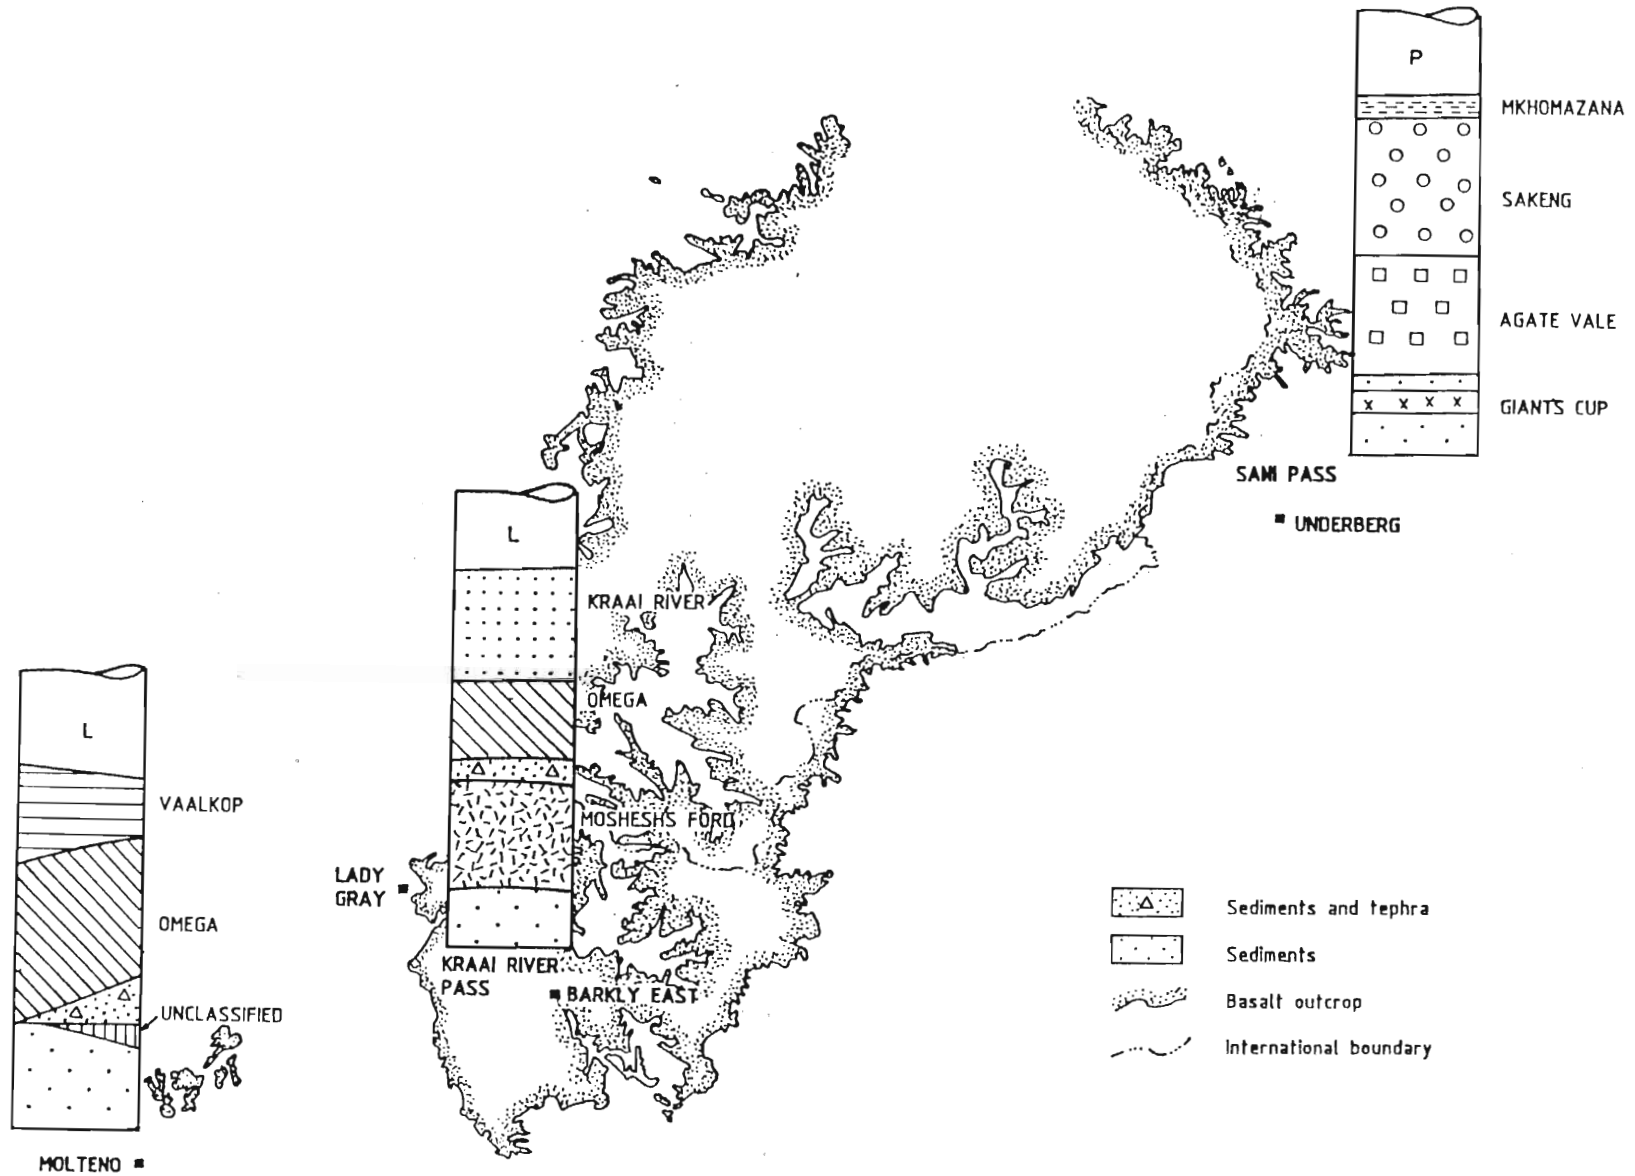 P
MKHOMAZANA
SAKENG
AGATE VALE
GIANTS CUP
SANI PASS
UNDERBERG
L
KRAAI RIVER
OMEGA
MOSHESHS FORD
LADY
GRAY
KRAAI RIVER
PASS
BARKLY EAST
L
VAALKOP
OMEGA
UNCLASSIFIED
MOLTENO
Sediments and tephra
Sediments
Basalt outcrop
International boundary